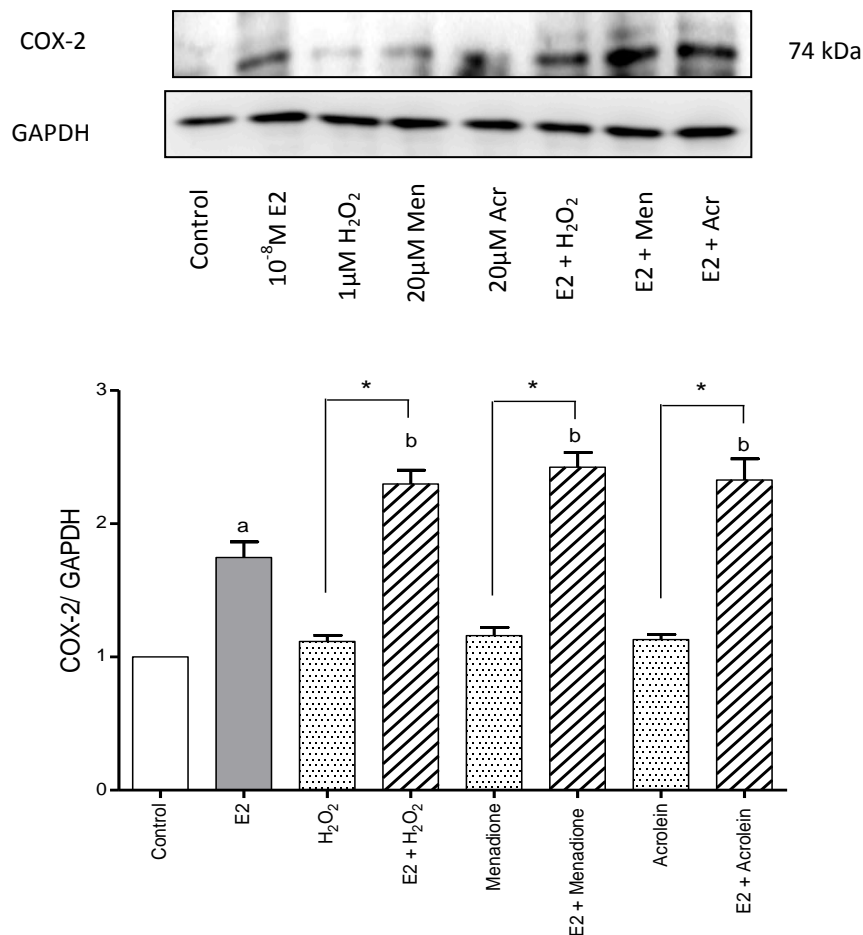 COX-2
74 kDa
GAPDH
Control
10⁻⁸M E2
1µM H₂O₂
20µM Men
20µM Acr
E2 + H₂O₂
E2 + Men
E2 + Acr
3
2
1
0
COX-2/ GAPDH
*
*
*
a
b
b
b
Control
E2
H₂O₂
E2 + H₂O₂
Menadione
E2 + Menadione
Acrolein
E2 + Acrolein